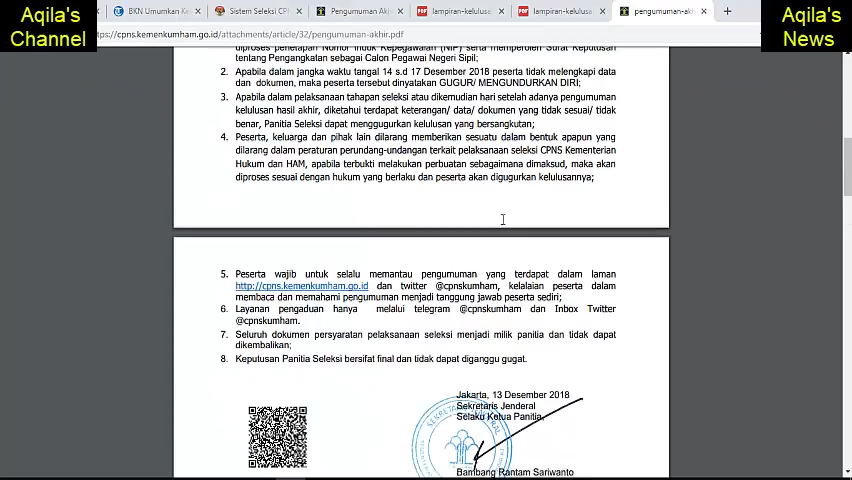 Aqila's
Channel
BKN Umumkan Ke
Sistem Seleksi CP
Pengumuman Ak
lampiran-kelulusa
lampiran-kelulusa
pengumuman-ak
Aqila's
News
ttps://cpns.kemenkumham.go.id/attachments/article/32/pengumuman-akhir.pdf
diproses penetapan Nomor Induk Kepegawaian (NIP) serta memperoleh Surat Keputusan
tentang Pengangkatan sebagai Calon Pegawai Negeri Sipil;
2. Apabila dalam jangka waktu tangal 14 s.d 17 Desember 2018 peserta tidak melengkapi data
dan dokumen, maka peserta tersebut dinyatakan GUGUR/ MENGUNDURKAN DIRI;
3. Apabila dalam pelaksanaan tahapan seleksi atau dikemudian hari setelah adanya pengumuman
kelulusan hasil akhir, diketahui terdapat keterangan/ data/ dokumen yang tidak sesuai/ tidak
benar, Panitia Seleksi dapat menggugurkan kelulusan yang bersangkutan;
4. Peserta, keluarga dan pihak lain dilarang memberikan sesuatu dalam bentuk apapun yang
dilarang dalam peraturan perundang-undangan terkait pelaksanaan seleksi CPNS Kementerian
Hukum dan HAM, apabila terbukti melakukan perbuatan sebagaimana dimaksud, maka akan
diproses sesuai dengan hukum yang berlaku dan peserta akan digugurkan kelulusannya;
5. Peserta wajib untuk selalu memantau pengumuman yang terdapat dalam laman
http://cpns.kemenkumham.go.id dan twitter @cpnskumham, kelalaian peserta dalam
membaca dan memahami pengumuman menjadi tanggung jawab peserta sediri;
6. Layanan pengaduan hanya melalui telegram @cpnskumham dan Inbox Twitter
@cpnskumham.
7. Seluruh dokumen persyaratan pelaksanaan seleksi menjadi milik panitia dan tidak dapat
dikembalikan;
8. Keputusan Panitia Seleksi bersifat final dan tidak dapat diganggu gugat.
Jakarta, 13 Desember 2018
Sekretaris Jenderal
Selaku Ketua Panitia,
Bambang Rantam Sariwanto